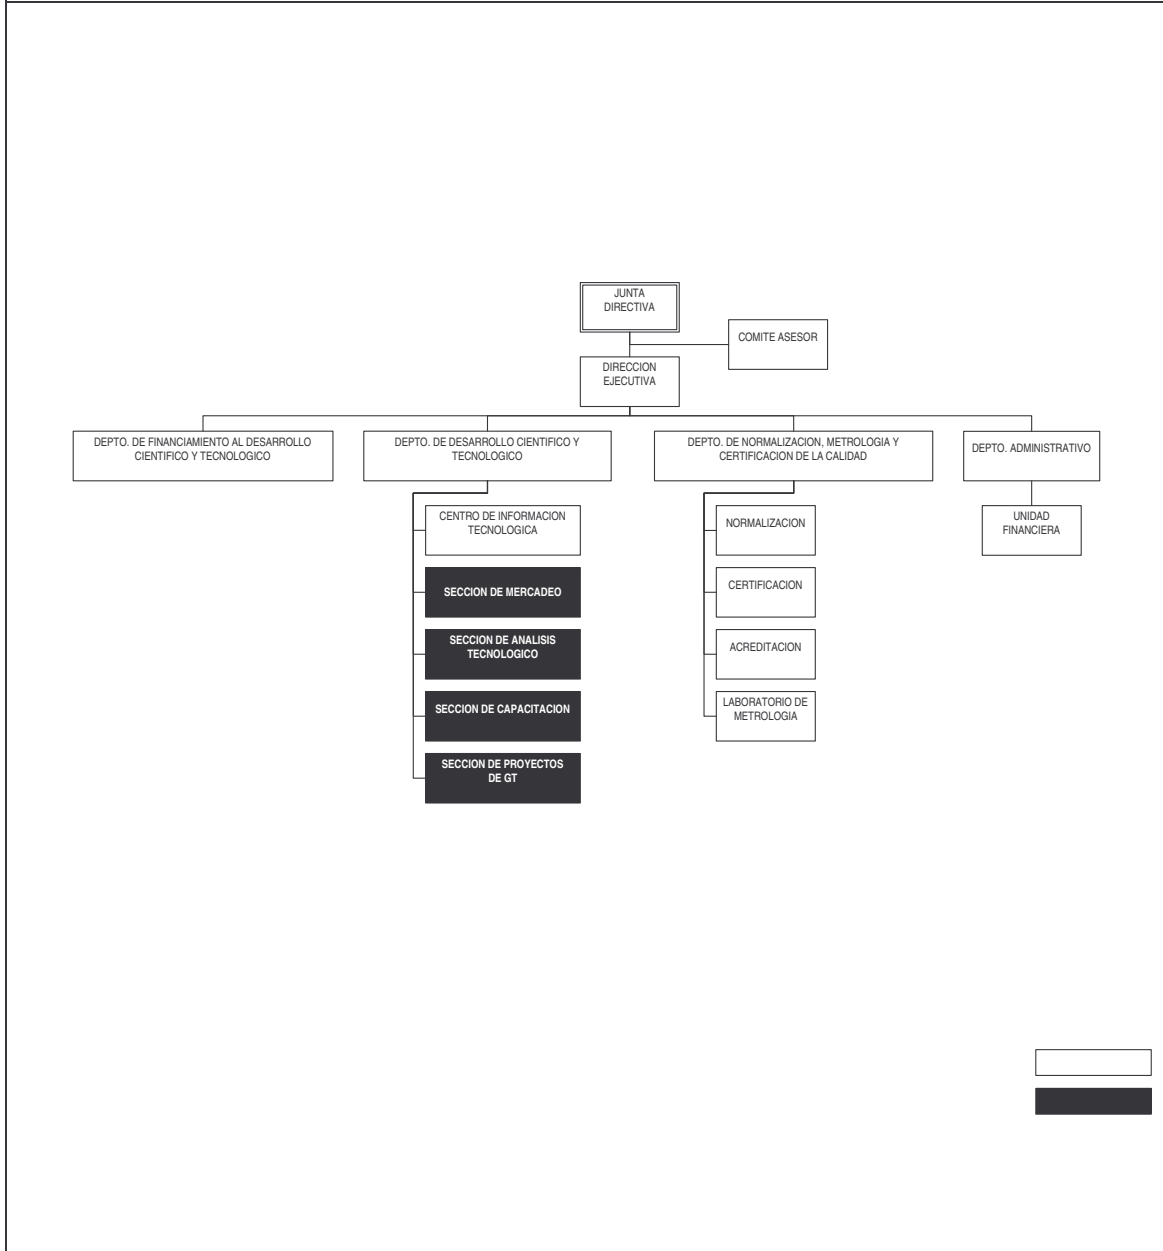 JUNTA
DIRECTIVA
COMITE ASESOR
DIRECCION
EJECUTIVA
DEPTO. DE FINANCIAMIENTO AL DESARROLLO
CIENTIFICO Y TECNOLOGICO
DEPTO. DE DESARROLLO CIENTIFICO Y
TECNOLOGICO
DEPTO. DE NORMALIZACION, METROLOGIA Y
CERTIFICACION DE LA CALIDAD
DEPTO. ADMINISTRATIVO
CENTRO DE INFORMACION
TECNOLOGICA
SECCION DE MERCADEO
SECCION DE ANALISIS
TECNOLOGICO
SECCION DE CAPACITACION
SECCION DE PROYECTOS
DE GT
NORMALIZACION
CERTIFICACION
ACREDITACION
LABORATORIO DE
METROLOGIA
UNIDAD
FINANCIERA